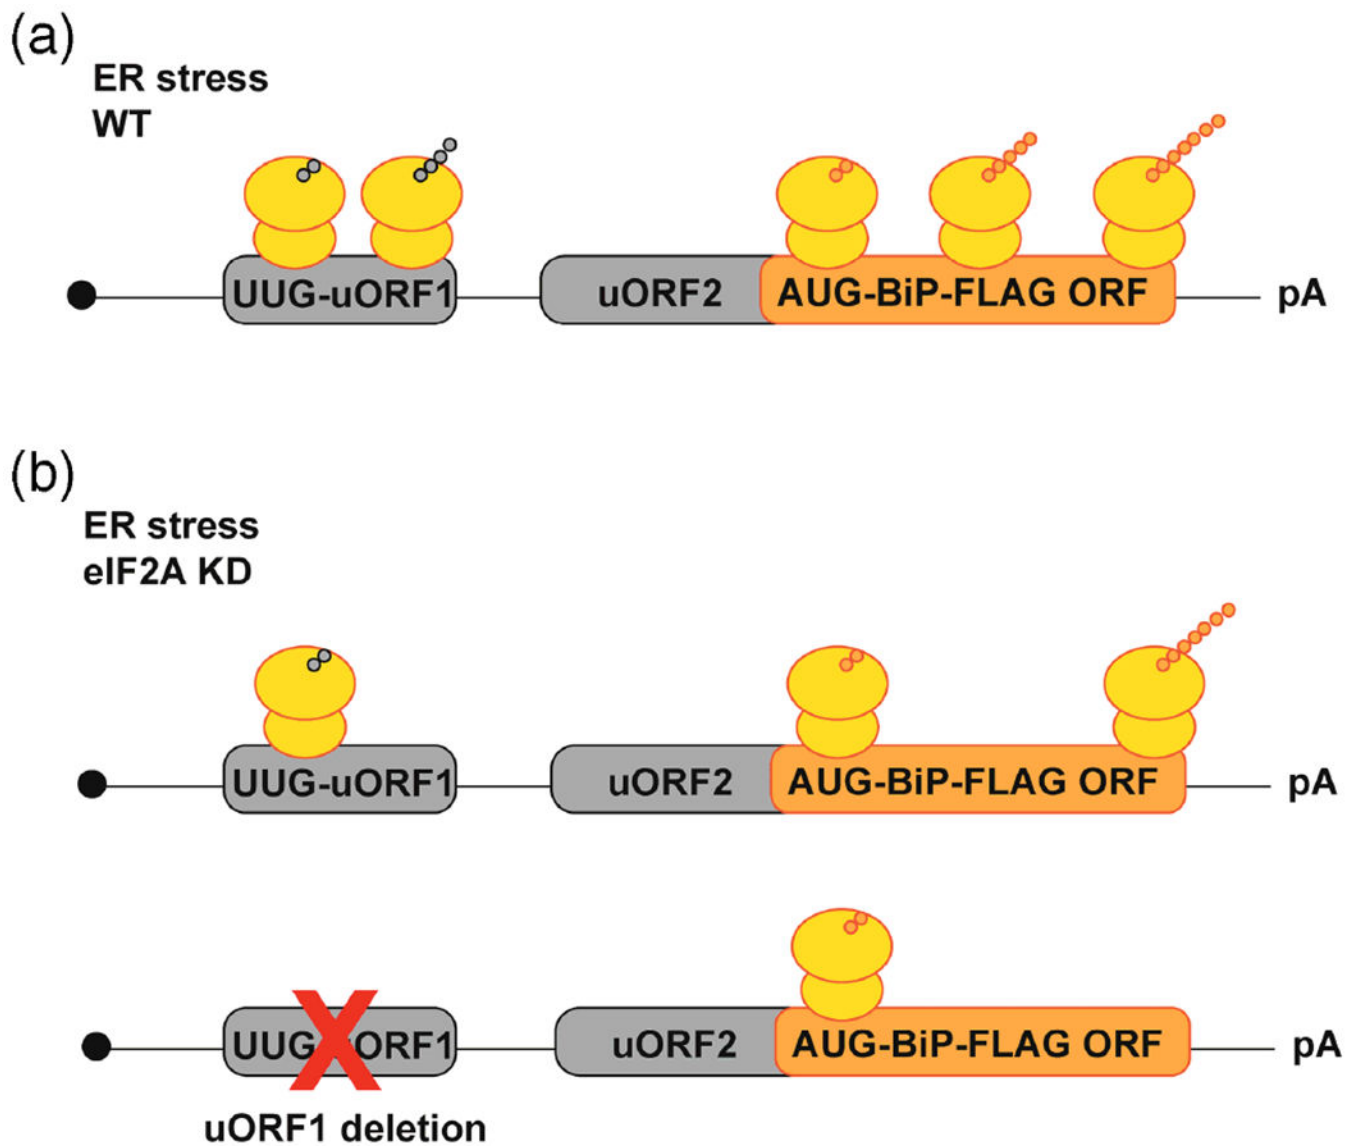 (a)
ER stress
WT
UUG-uORF1
uORF2
AUG-BiP-FLAG ORF
pA
(b)
ER stress
eIF2A KD
UUG-uORF1
uORF2
AUG-BiP-FLAG ORF
pA
UUG-uORF1
uORF2
AUG-BiP-FLAG ORF
pA
uORF1 deletion